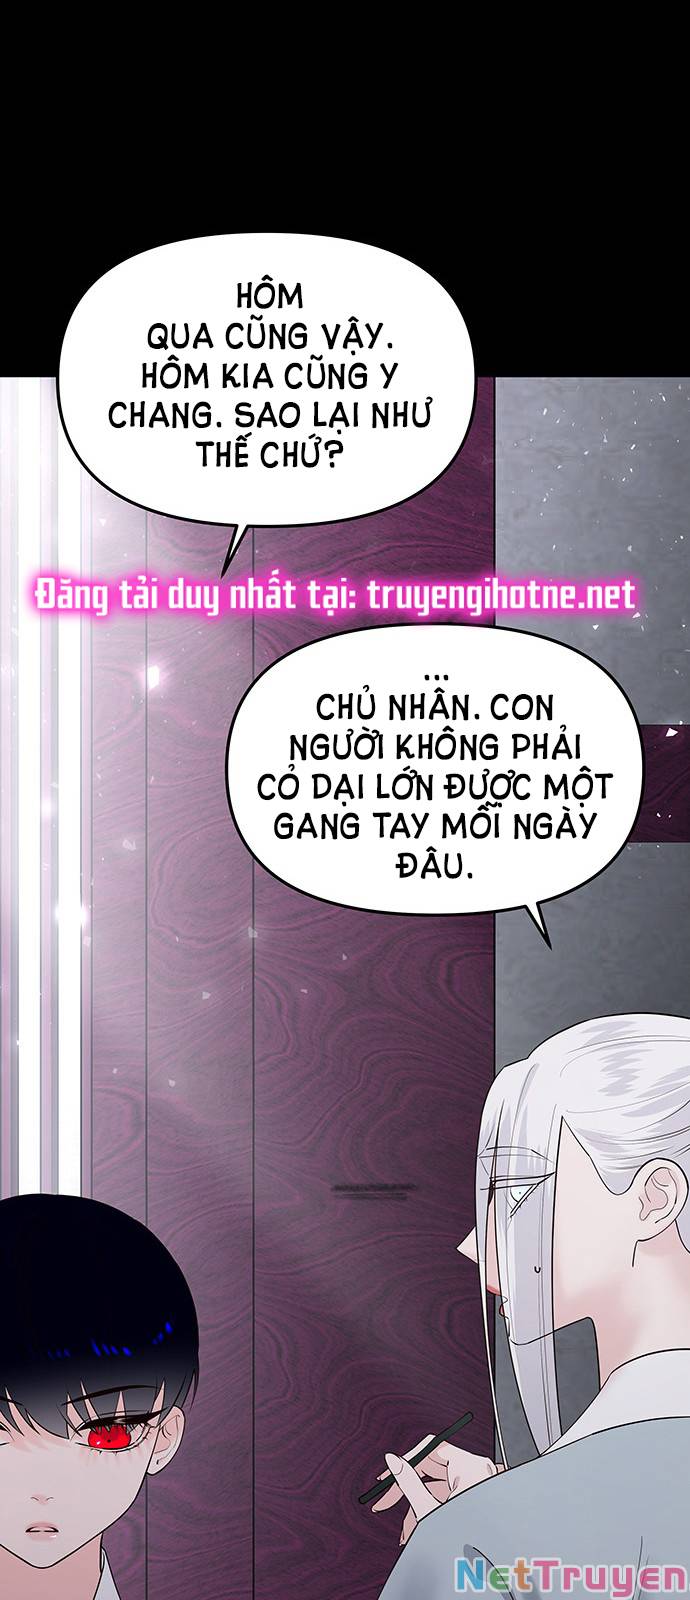 HÔM
QUA CŨNG VẬY.
HÔM KIA CŨNG Y
CHANG. SAO LẠI NHƯ
THẾ CHỨ?
Đăng tải duy nhất tại: truyengihotne.net
...
CHỦ NHÂN. CON
NGƯỜI KHÔNG PHẢI
CỎ DẠI LỚN ĐƯỢC MỘT
GANG TAY MỖI NGÀY
ĐÂU.
NetTruyen